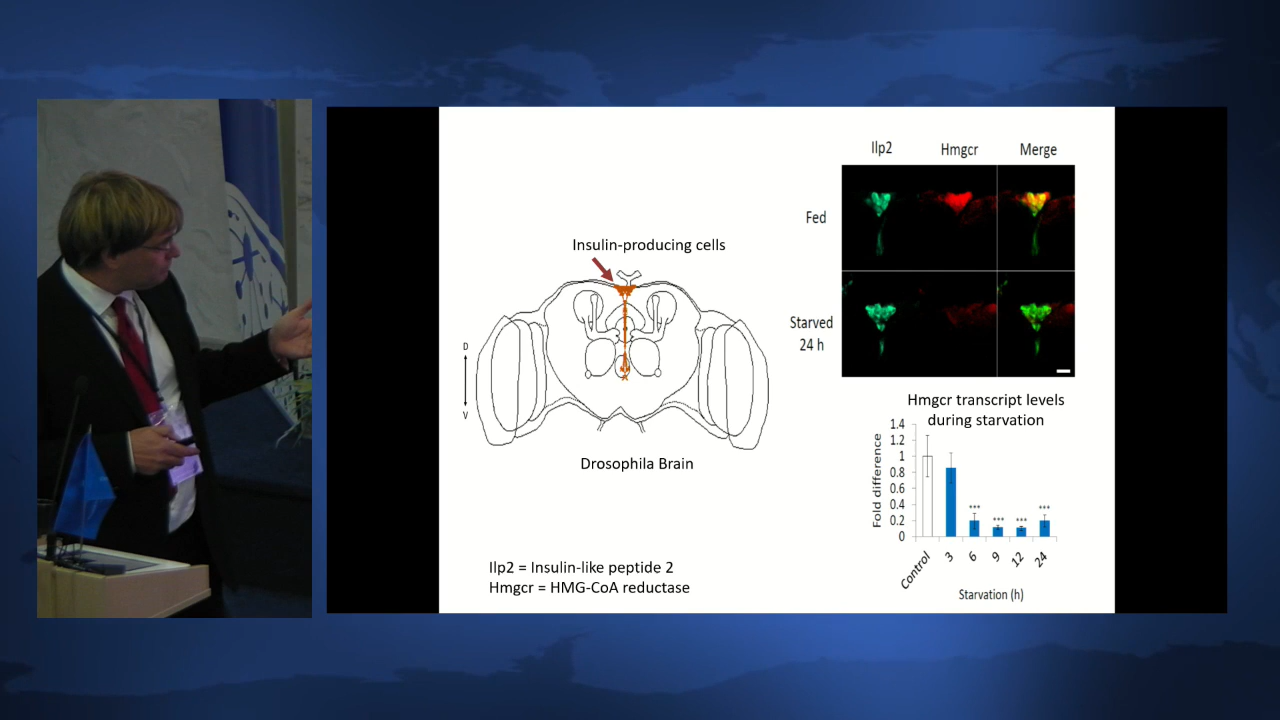 Ilp2 Hmgcr Merge
Fed
Starved
24 h
Insulin-producing cells
D
V
Drosophila Brain
Ilp2 = Insulin-like peptide 2
Hmgcr = HMG-CoA reductase
Hmgcr transcript levels
during starvation
Fold difference
1.4
1.2
1
0.8
0.6
0.4
0.2
0
*** *** *** ***
Control 3 6 9 12 24
Starvation (h)